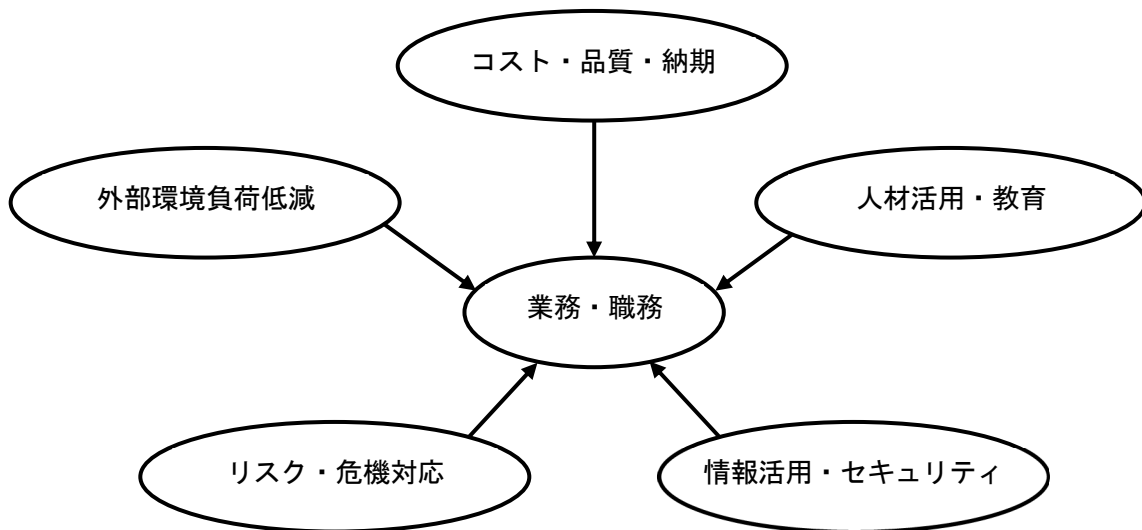 コスト・品質・納期
外部環境負荷低減
人材活用・教育
業務・職務
リスク・危機対応
情報活用・セキュリティ